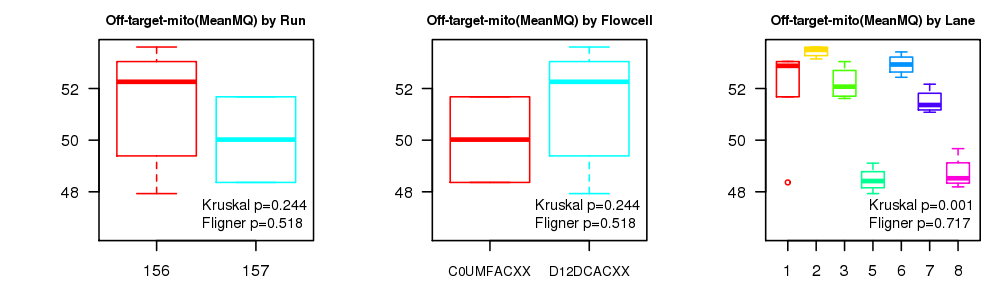 Off-target-mito(MeanMQ) by Run
52
50
48
Kruskal p=0.244
Fligner p=0.518
156 157
Off-target-mito(MeanMQ) by Flowcell
52
50
48
Kruskal p=0.244
Fligner p=0.518
C0UMFACXX D12DCACXX
Off-target-mito(MeanMQ) by Lane
52
50
48
Kruskal p=0.001
Fligner p=0.717
1 2 3 5 6 7 8